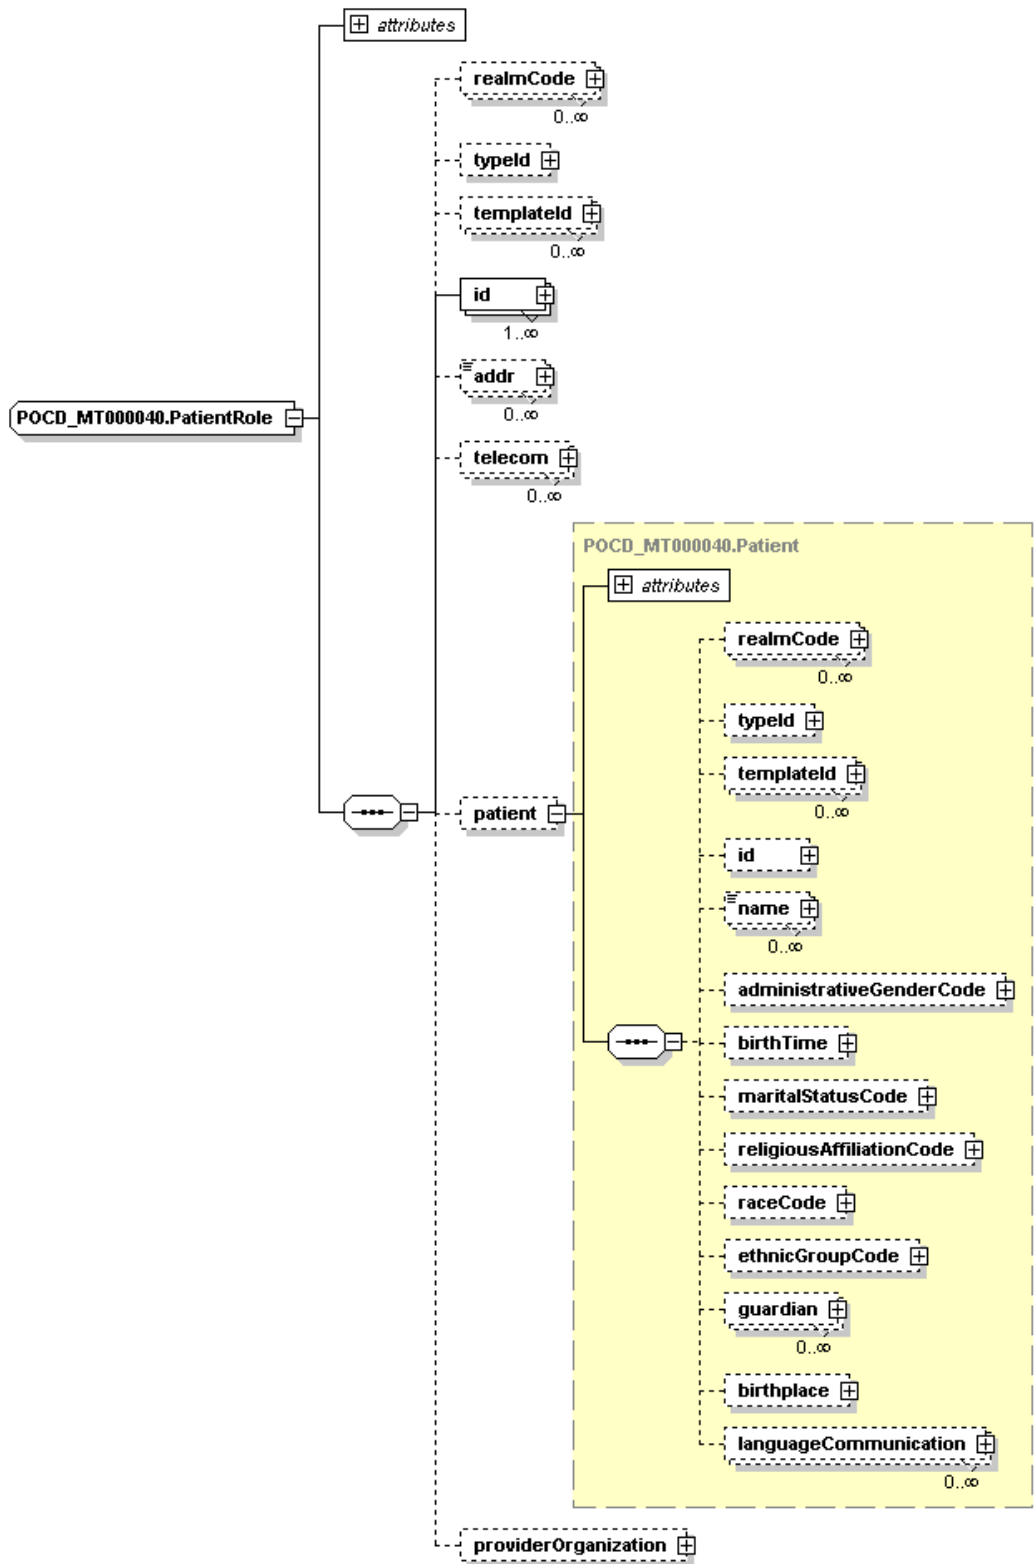 attributes
realmCode
0..∞
typeId
templateId
0..∞
id
1..∞
addr
0..∞
POCD_MT000040.PatientRole
telecom
0..∞
POCD_MT000040.Patient
attributes
realmCode
0..∞
typeId
templateId
0..∞
patient
id
name
0..∞
administrativeGenderCode
birthTime
maritalStatusCode
religiousAffiliationCode
raceCode
ethnicGroupCode
guardian
0..∞
birthplace
languageCommunication
0..∞
providerOrganization